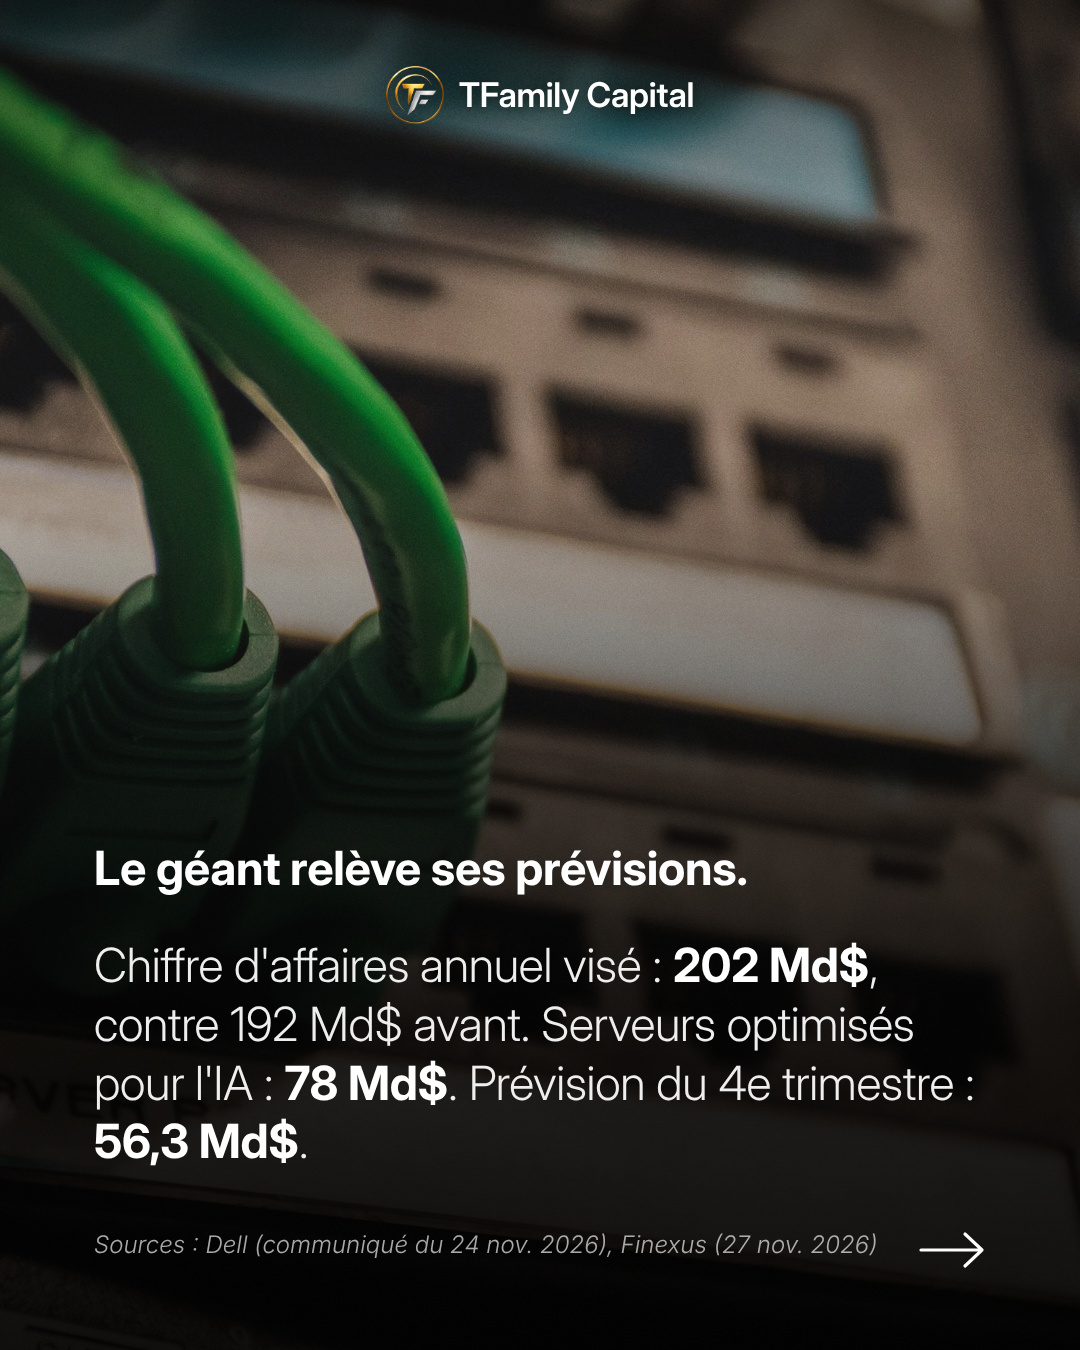 TF TFamily Capital
Le géant relève ses prévisions.
Chiffre d'affaires annuel visé : 202 Md$,
contre 192 Md$ avant. Serveurs optimisés
pour l'IA : 78 Md$. Prévision du 4e trimestre :
56,3 Md$.
Sources : Dell (communiqué du 24 nov. 2026), Finexus (27 nov. 2026)